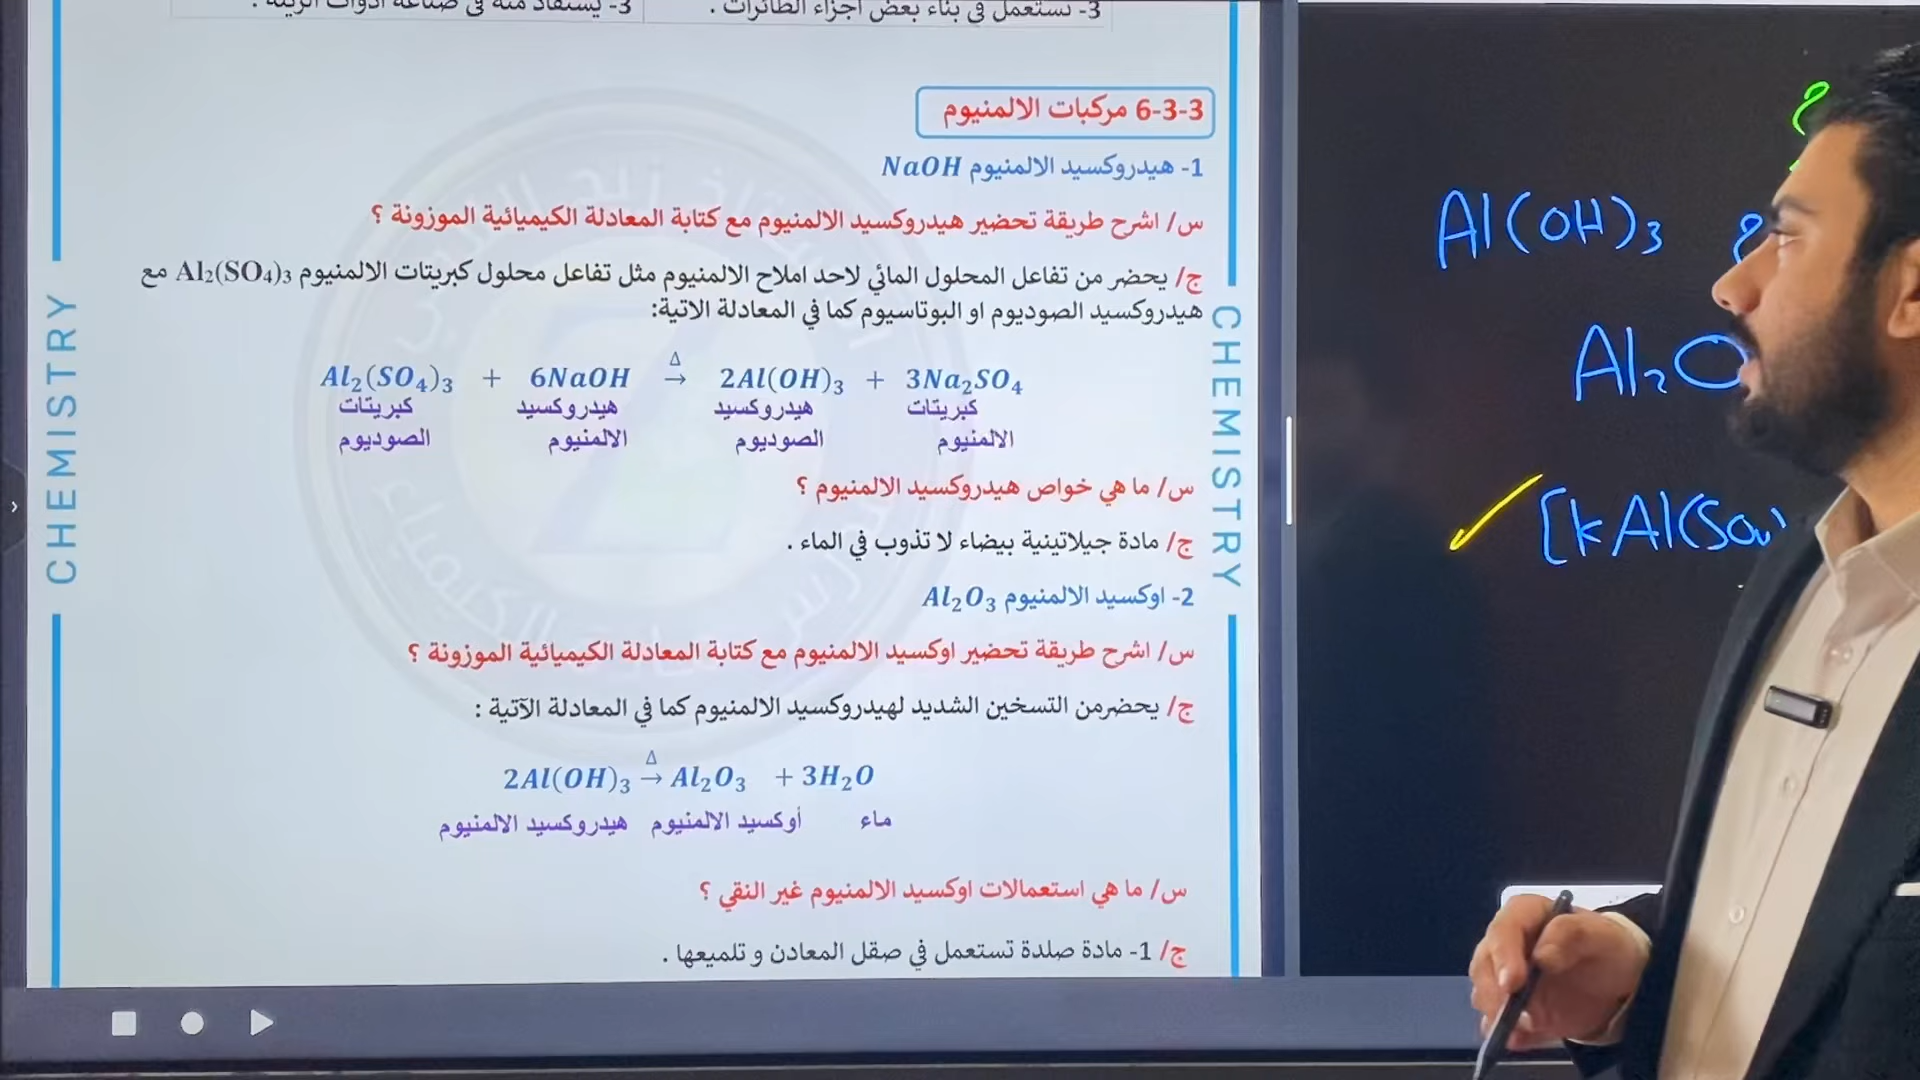 3- تستعمل في بناء بعض اجزاء الطائرات .
3- يستفاد منه في صناعة ادوات الزينة .
6-3-3 مركبات الالمنيوم
1- هيدروكسيد الالمنيوم NaOH
س/ اشرح طريقة تحضير هيدروكسيد الالمنيوم مع كتابة المعادلة الكيميائية الموزونة ؟
ج/ يحضر من تفاعل المحلول المائي لاحد املاح الالمنيوم مثل تفاعل محلول كبريتات الالمنيوم Al₂(SO₄)₃ مع
هيدروكسيد الصوديوم او البوتاسيوم كما في المعادلة الاتية:
Al₂(SO₄)₃ + 6NaOH Δ→ 2Al(OH)₃ + 3Na₂SO₄
كبريتات هيدروكسيد هيدروكسيد كبريتات
الصوديوم الالمنيوم الصوديوم الالمنيوم
س/ ما هي خواص هيدروكسيد الالمنيوم ؟
ج/ مادة جيلاتينية بيضاء لا تذوب في الماء .
2- اوكسيد الالمنيوم Al₂O₃
س/ اشرح طريقة تحضير اوكسيد الالمنيوم مع كتابة المعادلة الكيميائية الموزونة ؟
ج/ يحضرمن التسخين الشديد لهيدروكسيد الالمنيوم كما في المعادلة الآتية :
2Al(OH)₃ Δ→ Al₂O₃ + 3H₂O
هيدروكسيد الالمنيوم أوكسيد الالمنيوم ماء
س/ ما هي استعمالات اوكسيد الالمنيوم غير النقي ؟
ج/ 1- مادة صلدة تستعمل في صقل المعادن و تلميعها .
CHEMISTRY
CHEMISTRY
Al(OH)₃
Al₂O
[kAl(So₄)